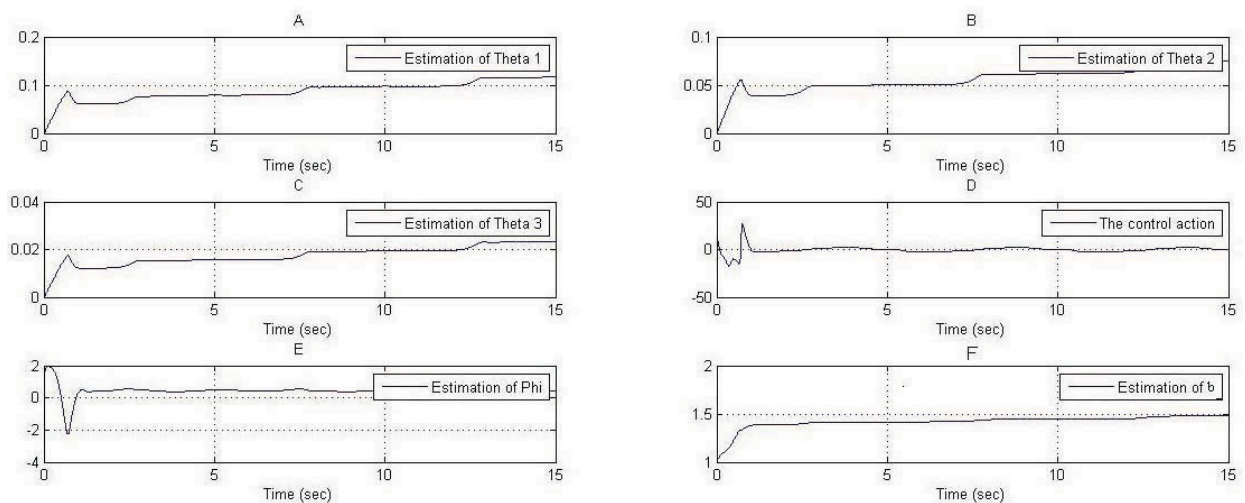 A
0.2
0.1
0
Estimation of Theta 1
0 5 10 15
Time (sec)
B
0.1
0.05
0
Estimation of Theta 2
0 5 10 15
Time (sec)
C
0.04
0.02
0
Estimation of Theta 3
0 5 10 15
Time (sec)
D
50
0
-50
The control action
0 5 10 15
Time (sec)
E
2
0
-2
-4
Estimation of Phi
0 5 10 15
Time (sec)
F
2
1.5
1
Estimation of b
0 5 10 15
Time (sec)